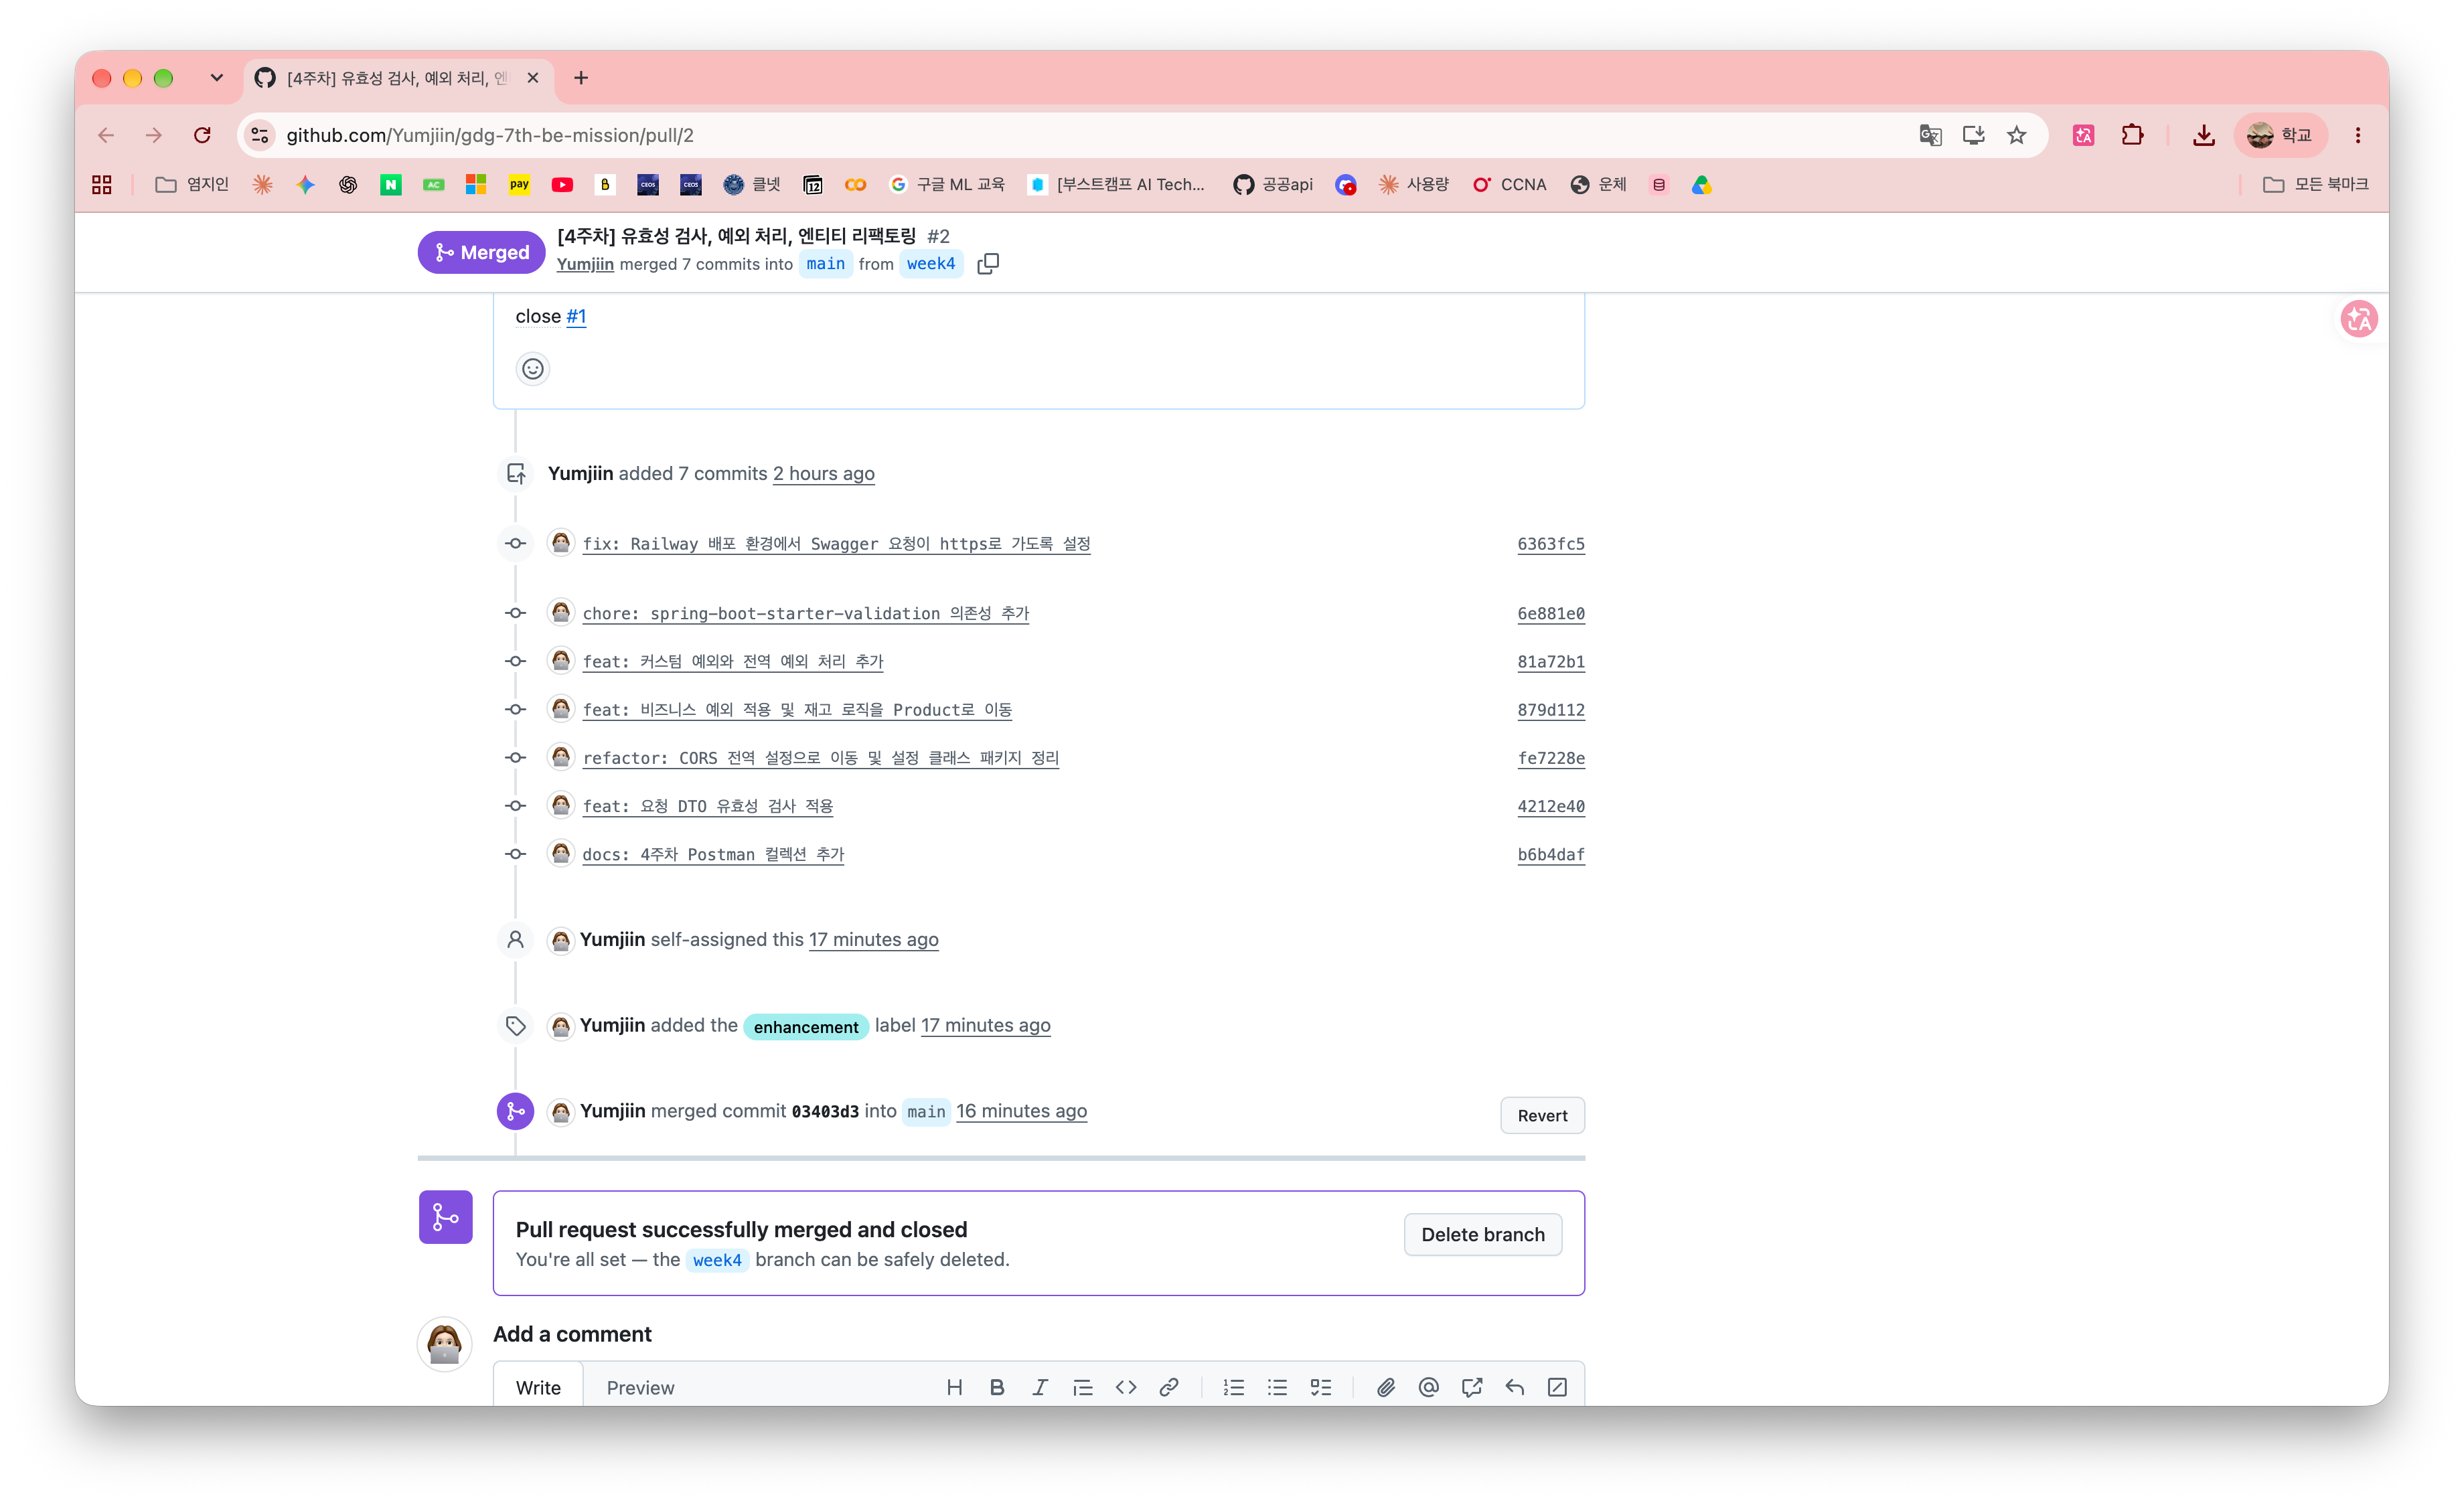 [4주차] 유효성 검사, 예외 처리, 엔
github.com/Yumjiin/gdg-7th-be-mission/pull/2
학교
염지인
N
AC
pay
B
CEOS
CEOS
클넷
12
구글 ML 교육
[부스트캠프 AI Tech...
공공api
사용량
CCNA
운체
모든 북마크
Merged
[4주차] 유효성 검사, 예외 처리, 엔티티 리팩토링 #2
Yumjiin merged 7 commits into main from week4
close #1
Yumjiin added 7 commits 2 hours ago
fix: Railway 배포 환경에서 Swagger 요청이 https로 가도록 설정 6363fc5
chore: spring-boot-starter-validation 의존성 추가 6e881e0
feat: 커스텀 예외와 전역 예외 처리 추가 81a72b1
feat: 비즈니스 예외 적용 및 재고 로직을 Product로 이동 879d112
refactor: CORS 전역 설정으로 이동 및 설정 클래스 패키지 정리 fe7228e
feat: 요청 DTO 유효성 검사 적용 4212e40
docs: 4주차 Postman 컬렉션 추가 b6b4daf
Yumjiin self-assigned this 17 minutes ago
Yumjiin added the enhancement label 17 minutes ago
Yumjiin merged commit 03403d3 into main 16 minutes ago
Revert
Pull request successfully merged and closed
You're all set — the week4 branch can be safely deleted.
Delete branch
Add a comment
Write
Preview